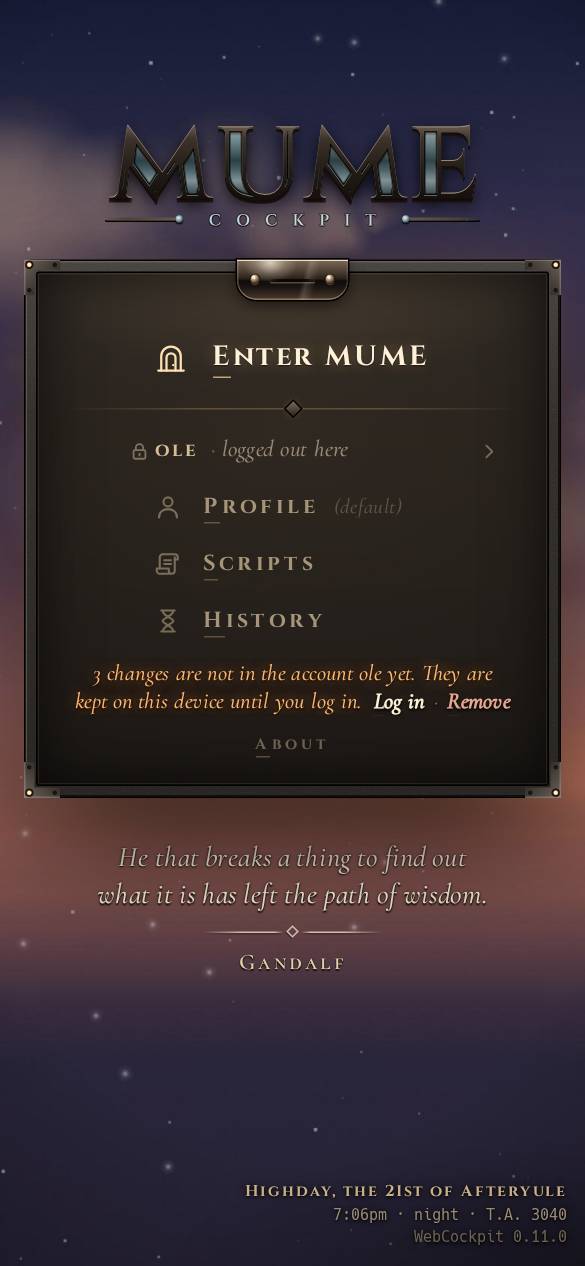 MUME
COCKPIT
Enter MUME
OLE · logged out here
Profile (default)
Scripts
History
3 changes are not in the account ole yet. They are
kept on this device until you log in. Log in · Remove
About
He that breaks a thing to find out
what it is has left the path of wisdom.
Gandalf
Highday, the 21st of Afteryule
7:06pm · night · T.A. 3040
WebCockpit 0.11.0